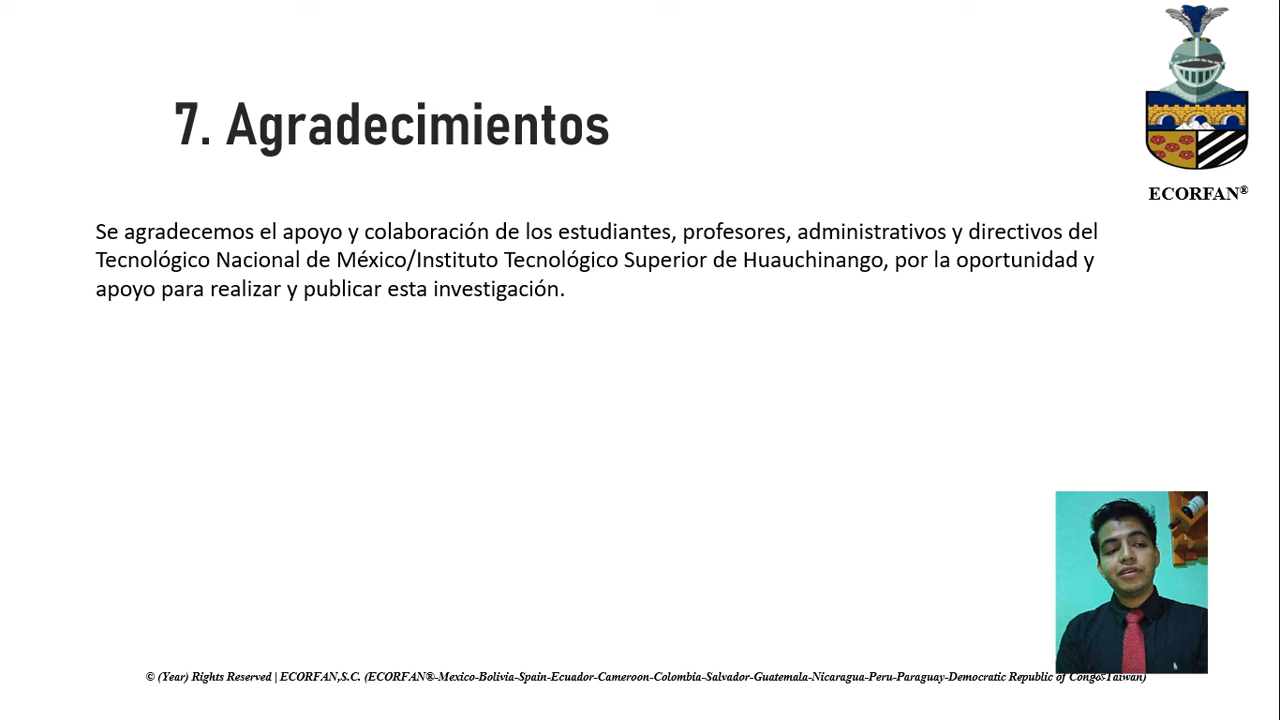 7. Agradecimientos
ECORFAN®
Se agradecemos el apoyo y colaboración de los estudiantes, profesores, administrativos y directivos del
Tecnológico Nacional de México/Instituto Tecnológico Superior de Huauchinango, por la oportunidad y
apoyo para realizar y publicar esta investigación.
© (Year) Rights Reserved | ECORFAN,S.C. (ECORFAN®-Mexico-Bolivia-Spain-Ecuador-Cameroon-Colombia-Salvador-Guatemala-Nicaragua-Peru-Paraguay-Democratic Republic of Congo-Taiwan)